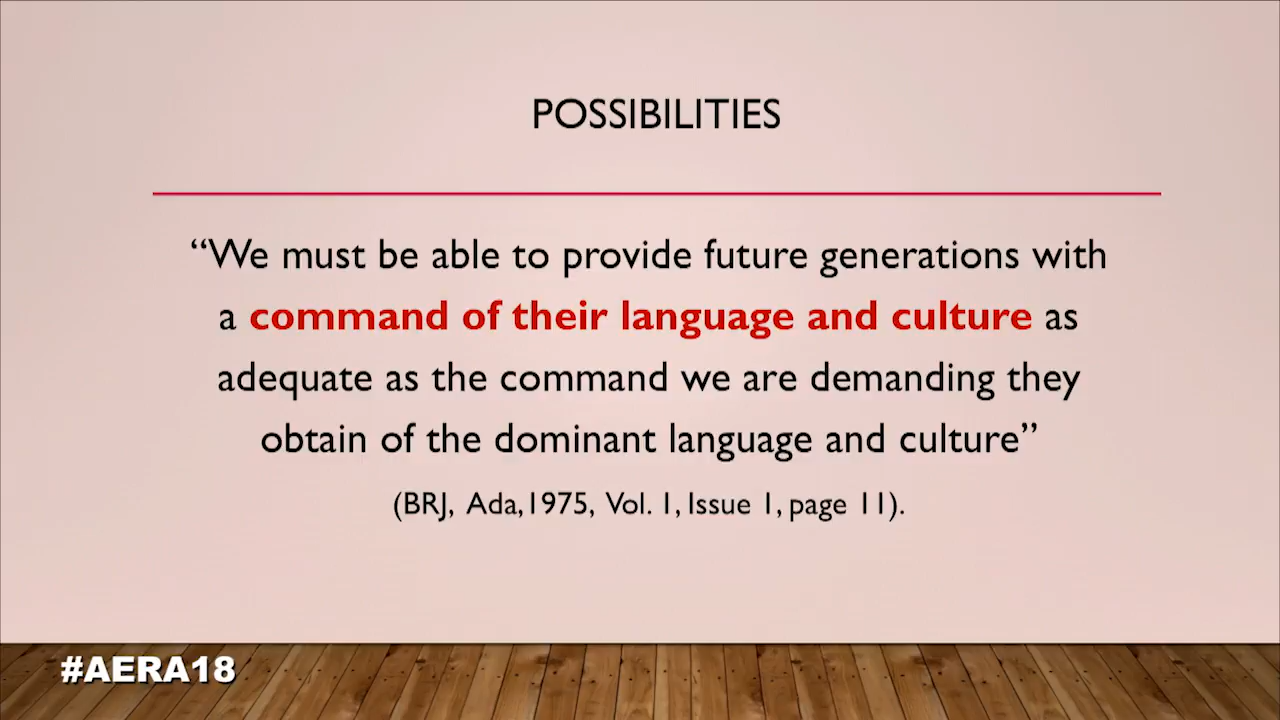 POSSIBILITIES
“We must be able to provide future generations with
a command of their language and culture as
adequate as the command we are demanding they
obtain of the dominant language and culture”
(BRJ, Ada,1975, Vol. 1, Issue 1, page 11).
#AERA18